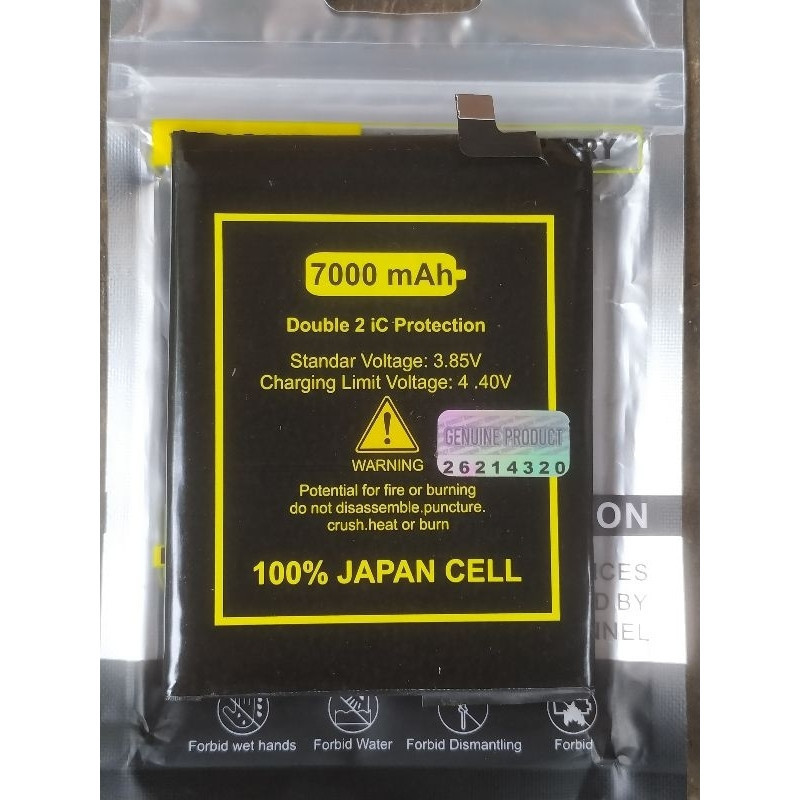 RY
7000 mAh
Double 2 iC Protection
Standar Voltage: 3.85V
Charging Limit Voltage: 4 .40V
GENUINE PRODUCT
26214320
WARNING
Potential for fire or burning
do not disassemble.puncture.
crush.heat or burn
ON
100% JAPAN CELL
ICES
D BY
NNEL
Forbid wet hands
Forbid Water
Forbid Dismantling
Forbid